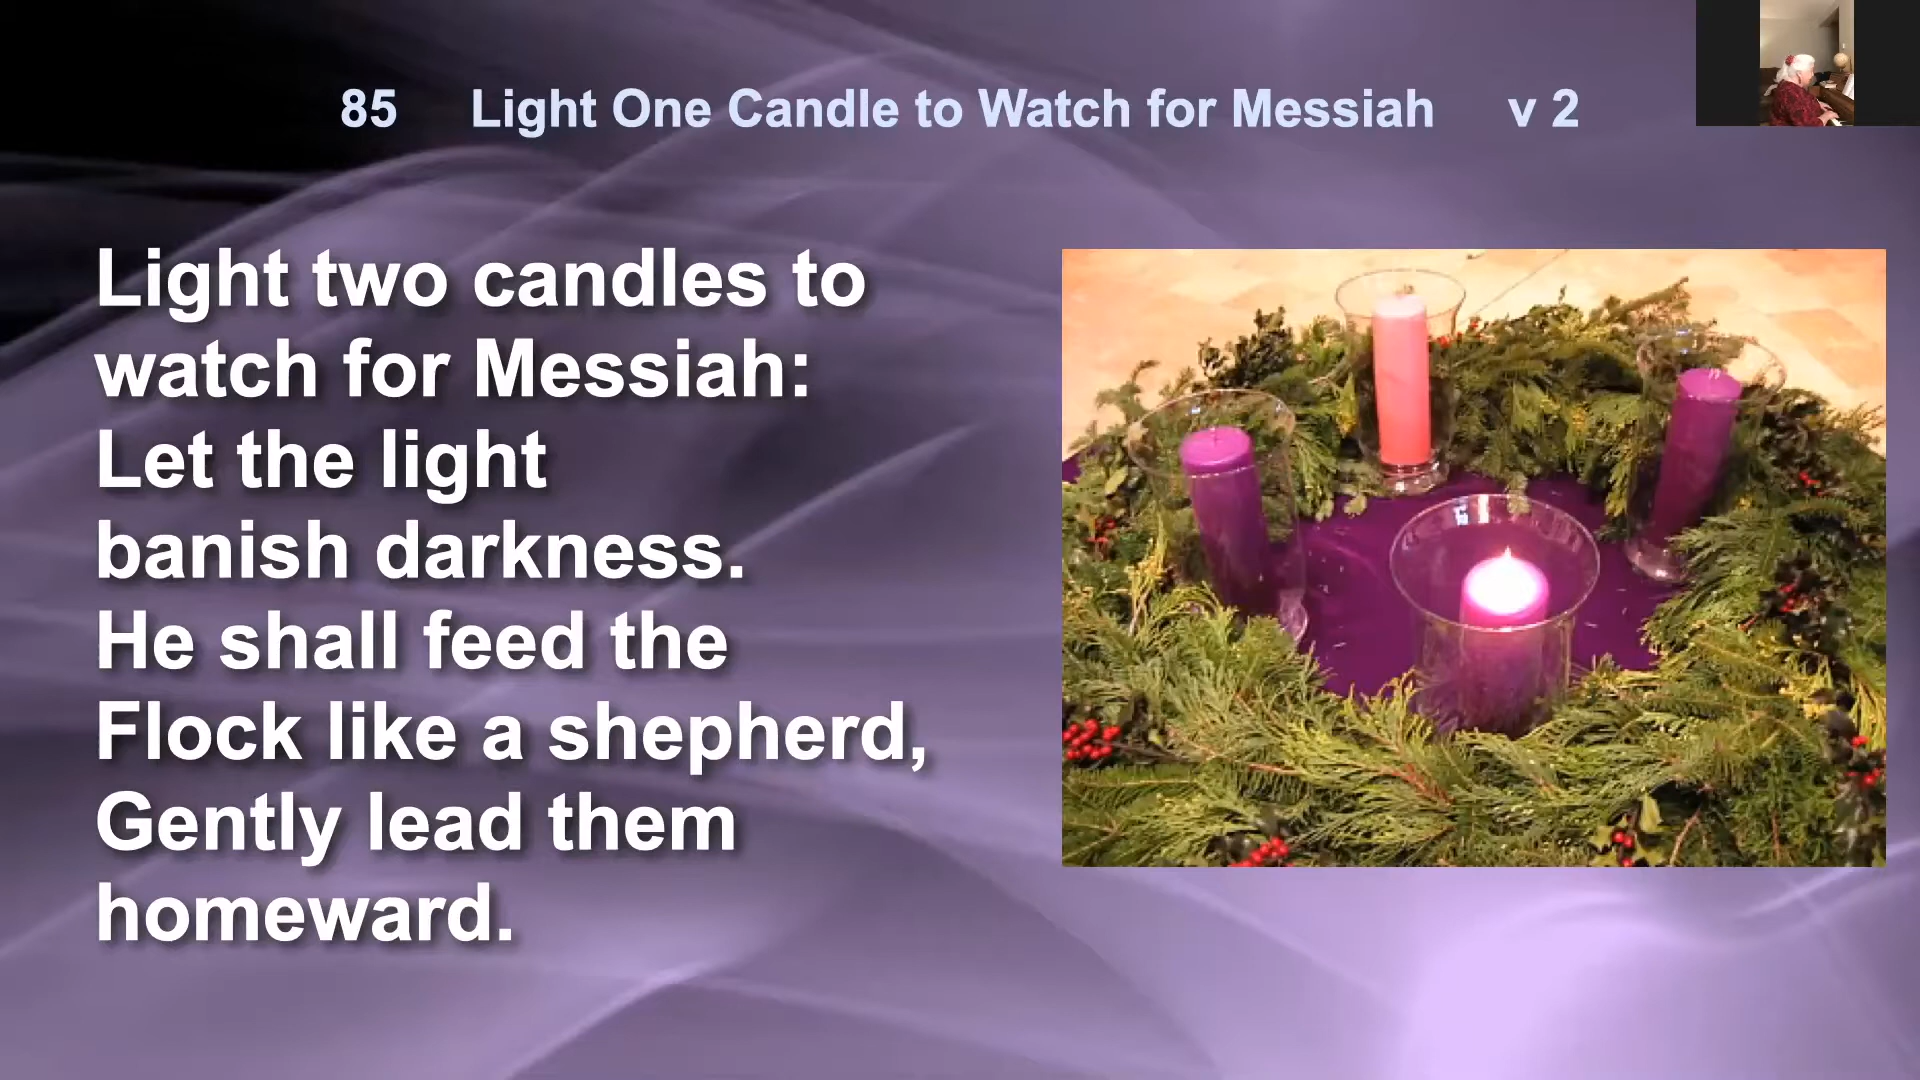 85 Light One Candle to Watch for Messiah v 2
Light two candles to
watch for Messiah:
Let the light
banish darkness.
He shall feed the
Flock like a shepherd,
Gently lead them
homeward.